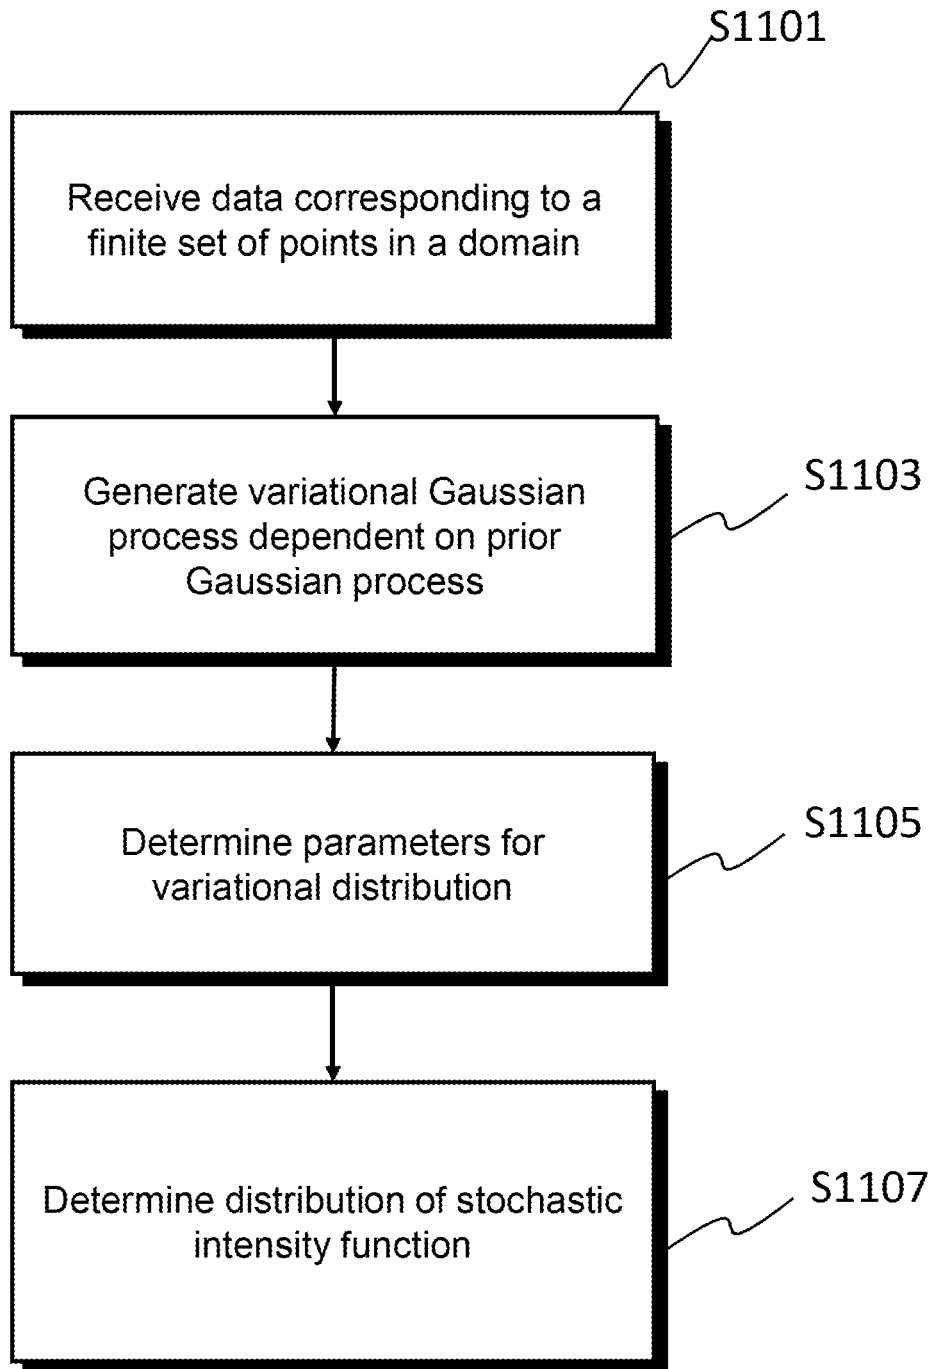 S1101
Receive data corresponding to a
finite set of points in a domain
Generate variational Gaussian
process dependent on prior
Gaussian process
S1103
Determine parameters for
variational distribution
S1105
Determine distribution of stochastic
intensity function
S1107